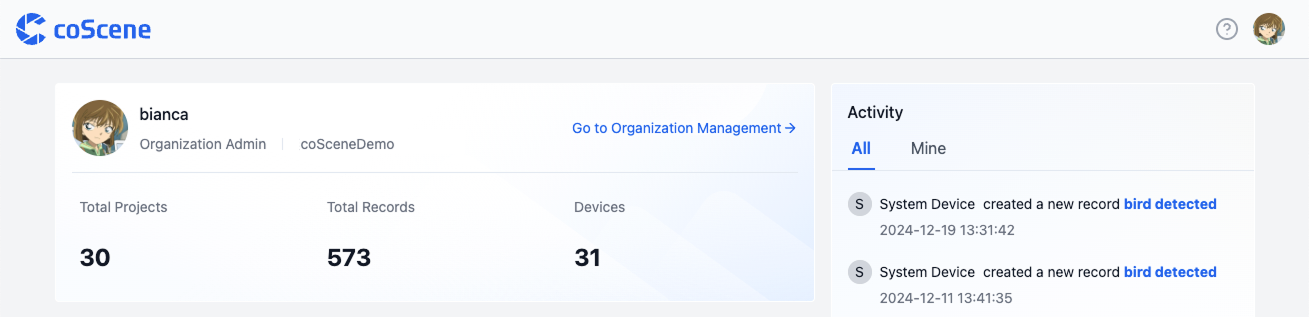 coScene
bianca
Organization Admin
coSceneDemo
Go to Organization Management →
Total Projects
Total Records
Devices
30
573
31
Activity
All
Mine
S
System Device created a new record bird detected
2024-12-19 13:31:42
S
System Device created a new record bird detected
2024-12-11 13:41:35
?